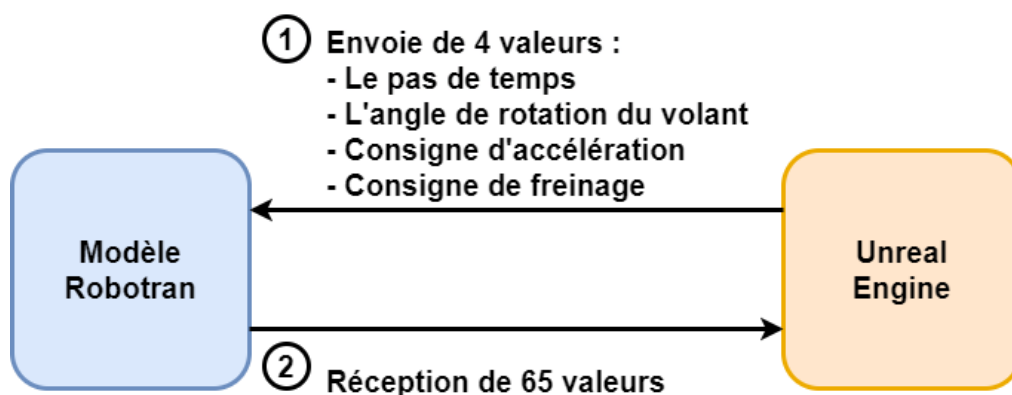 1 Envoie de 4 valeurs :
- Le pas de temps
- L'angle de rotation du volant
- Consigne d'accélération
- Consigne de freinage
Modèle
Robotran
Unreal
Engine
2 Réception de 65 valeurs